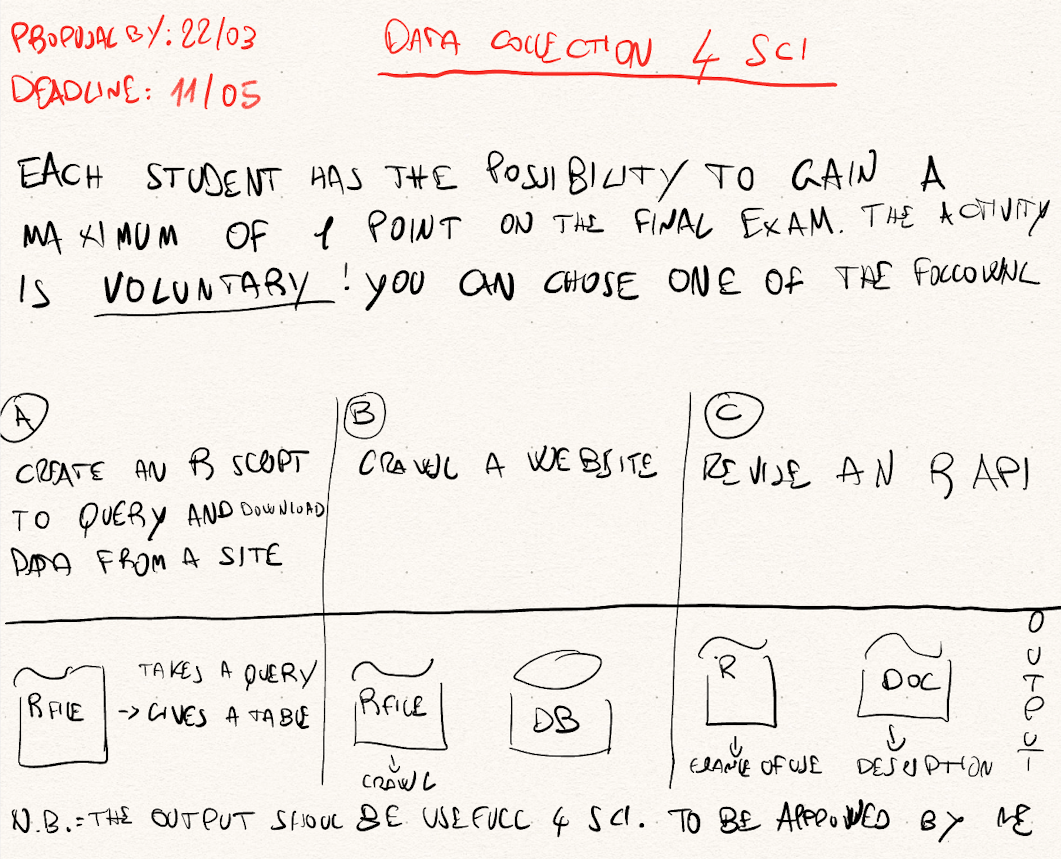 PROPOSAL BY: 22/03
DEADLINE: 11/05
DATA COLLECTION 4 SCI
EACH STUDENT HAS THE POSSIBILITY TO GAIN A
MAXIMUM OF 1 POINT ON THE FINAL EXAM. THE ACTIVITY
IS VOLUNTARY! YOU CAN CHOSE ONE OF THE FOLLOWING
A
CREATE AN R SCRIPT
TO QUERY AND DOWNLOAD
DATA FROM A SITE
B
CRAWL A WEBSITE
C
REVISE AN R API
R FILE
TAKES A QUERY
-> GIVES A TABLE
R FILE
CRAWL
DB
R
EXAMPLE OF USE
DOC
DESCRIPTION
OUTPUT
N.B.: THE OUTPUT SHOUL BE USEFULL 4 SCI. TO BE APPROVED BY ME